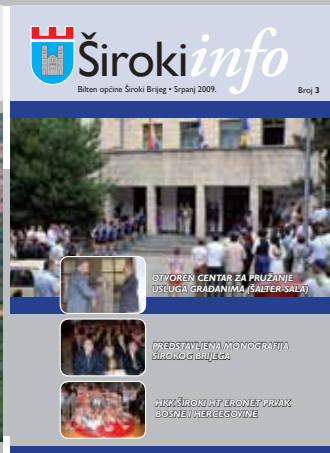 Široki info
Bilten općine Široki Brijeg • Srpanj 2009.
Broj 3
OTVOREN CENTAR ZA PRUŽANJE
USLUGA GRAĐANIMA (ŠALTER-SALA)
PREDSTAVLJENA MONOGRAFIJA
ŠIROKOG BRIJEGA
HKK ŠIROKI HT ERONET PRVAK
BOSNE I HERCEGOVINE